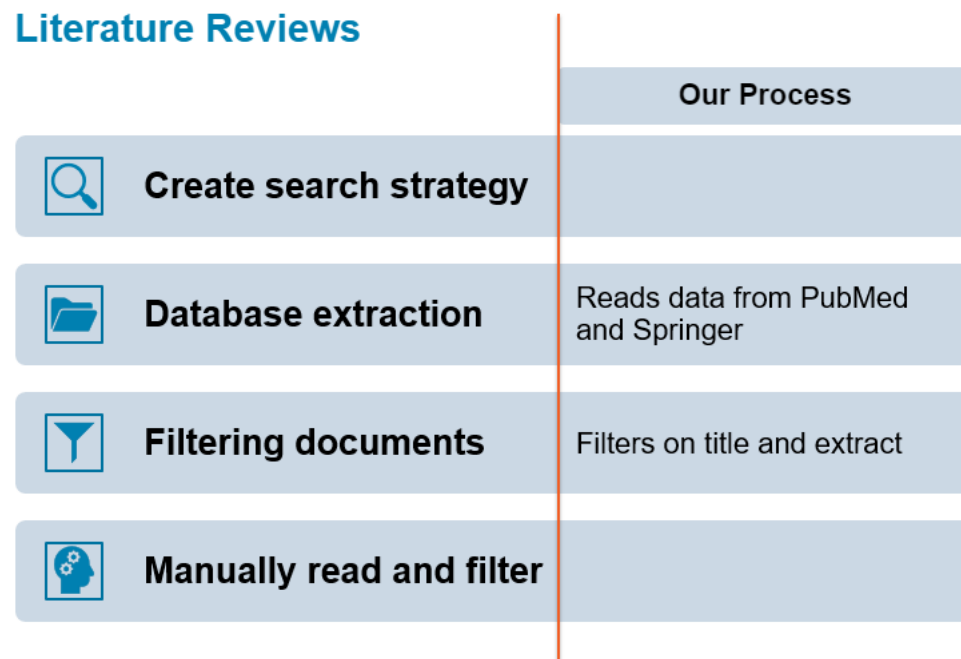 Literature Reviews
Our Process
Create search strategy
Database extraction
Reads data from PubMed
and Springer
Filtering documents
Filters on title and extract
Manually read and filter